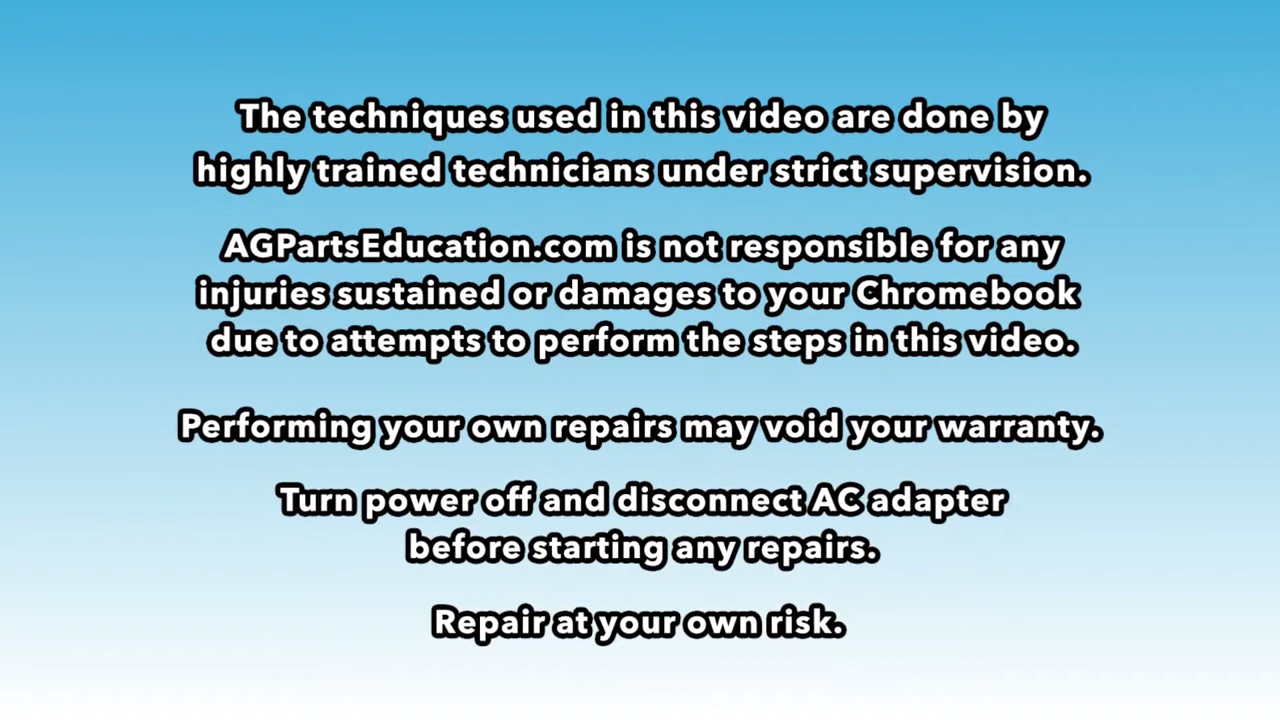 The techniques used in this video are done by
highly trained technicians under strict supervision.
AGPartsEducation.com is not responsible for any
injuries sustained or damages to your Chromebook
due to attempts to perform the steps in this video.
Performing your own repairs may void your warranty.
Turn power off and disconnect AC adapter
before starting any repairs.
Repair at your own risk.